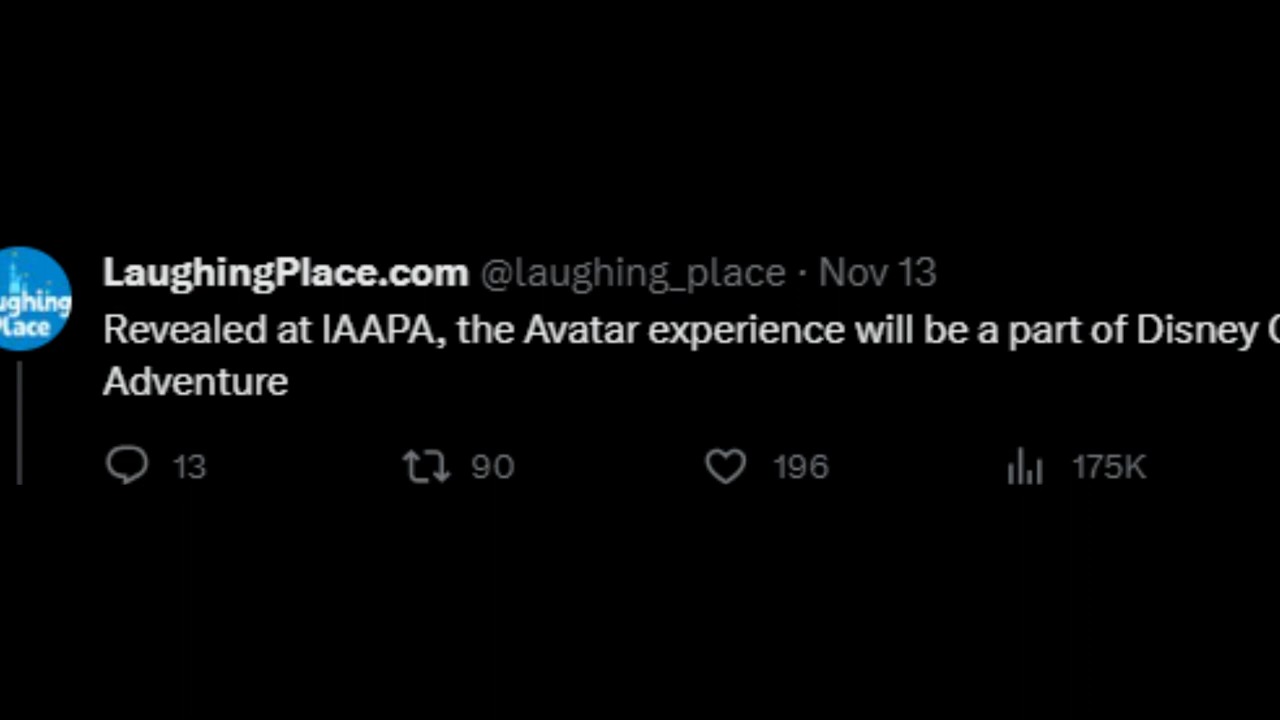 LaughingPlace.com @laughing_place · Nov 13
ughing
Place
Revealed at IAAPA, the Avatar experience will be a part of Disney
Adventure
13 90 196 175K